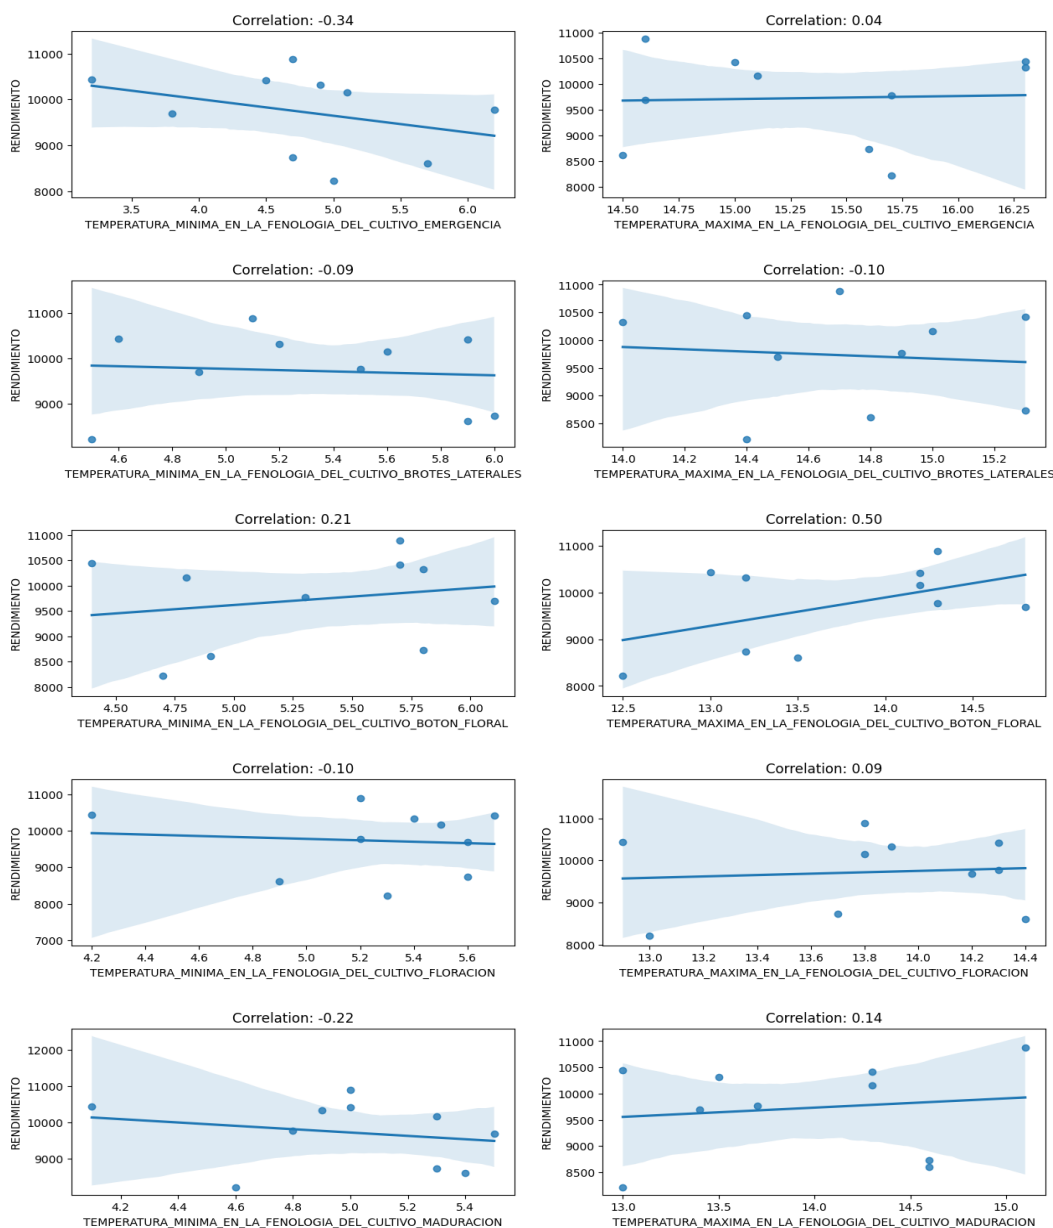 Correlation: -0.34
RENDIMIENTO
11000
10000
9000
8000
3.5 4.0 4.5 5.0 5.5 6.0
TEMPERATURA_MINIMA_EN_LA_FENOLOGIA_DEL_CULTIVO_EMERGENCIA
Correlation: 0.04
RENDIMIENTO
11000
10500
10000
9500
9000
8500
8000
14.50 14.75 15.00 15.25 15.50 15.75 16.00 16.25
TEMPERATURA_MAXIMA_EN_LA_FENOLOGIA_DEL_CULTIVO_EMERGENCIA
Correlation: -0.09
RENDIMIENTO
11000
10000
9000
4.6 4.8 5.0 5.2 5.4 5.6 5.8 6.0
TEMPERATURA_MINIMA_EN_LA_FENOLOGIA_DEL_CULTIVO_BROTES_LATERALES
Correlation: -0.10
RENDIMIENTO
11000
10500
10000
9500
9000
8500
14.0 14.2 14.4 14.6 14.8 15.0 15.2
TEMPERATURA_MAXIMA_EN_LA_FENOLOGIA_DEL_CULTIVO_BROTES_LATERALES
Correlation: 0.21
RENDIMIENTO
11000
10500
10000
9500
9000
8500
8000
4.50 4.75 5.00 5.25 5.50 5.75 6.00
TEMPERATURA_MINIMA_EN_LA_FENOLOGIA_DEL_CULTIVO_BOTON_FLORAL
Correlation: 0.50
RENDIMIENTO
11000
10000
9000
8000
12.5 13.0 13.5 14.0 14.5
TEMPERATURA_MAXIMA_EN_LA_FENOLOGIA_DEL_CULTIVO_BOTON_FLORAL
Correlation: -0.10
RENDIMIENTO
11000
10000
9000
8000
7000
4.2 4.4 4.6 4.8 5.0 5.2 5.4 5.6
TEMPERATURA_MINIMA_EN_LA_FENOLOGIA_DEL_CULTIVO_FLORACION
Correlation: 0.09
RENDIMIENTO
11000
10000
9000
8000
13.0 13.2 13.4 13.6 13.8 14.0 14.2 14.4
TEMPERATURA_MAXIMA_EN_LA_FENOLOGIA_DEL_CULTIVO_FLORACION
Correlation: -0.22
RENDIMIENTO
12000
11000
10000
9000
4.2 4.4 4.6 4.8 5.0 5.2 5.4
TEMPERATURA_MINIMA_EN_LA_FENOLOGIA_DEL_CULTIVO_MADURACION
Correlation: 0.14
RENDIMIENTO
11000
10500
10000
9500
9000
8500
13.0 13.5 14.0 14.5 15.0
TEMPERATURA_MAXIMA_EN_LA_FENOLOGIA_DEL_CULTIVO_MADURACION